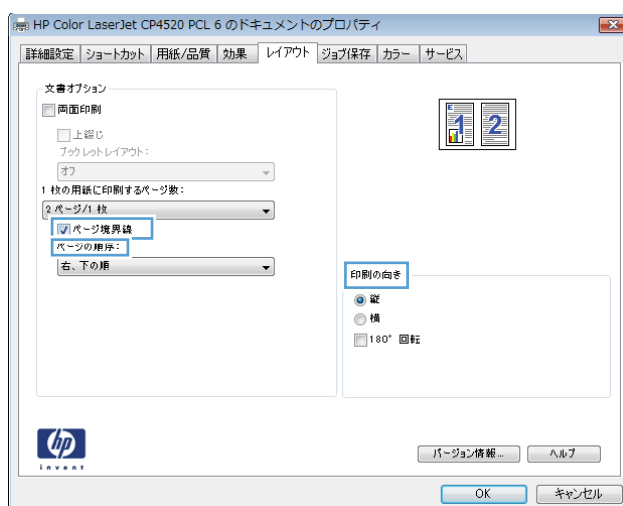 HP Color LaserJet CP4520 PCL 6 のドキュメントのプロパティ
詳細設定 ショートカット 用紙/品質 効果 レイアウト ジョブ保存 カラー サービス
文書オプション
両面印刷
上綴じ
ブックレットレイアウト:
オフ
1 枚の用紙に印刷するページ数:
2 ページ/1 枚
ページ境界線
ページの順序:
右、下の順
E
1 2
印刷の向き
縦
横
180° 回転
hp
invent
バージョン情報... ヘルプ
OK キャンセル